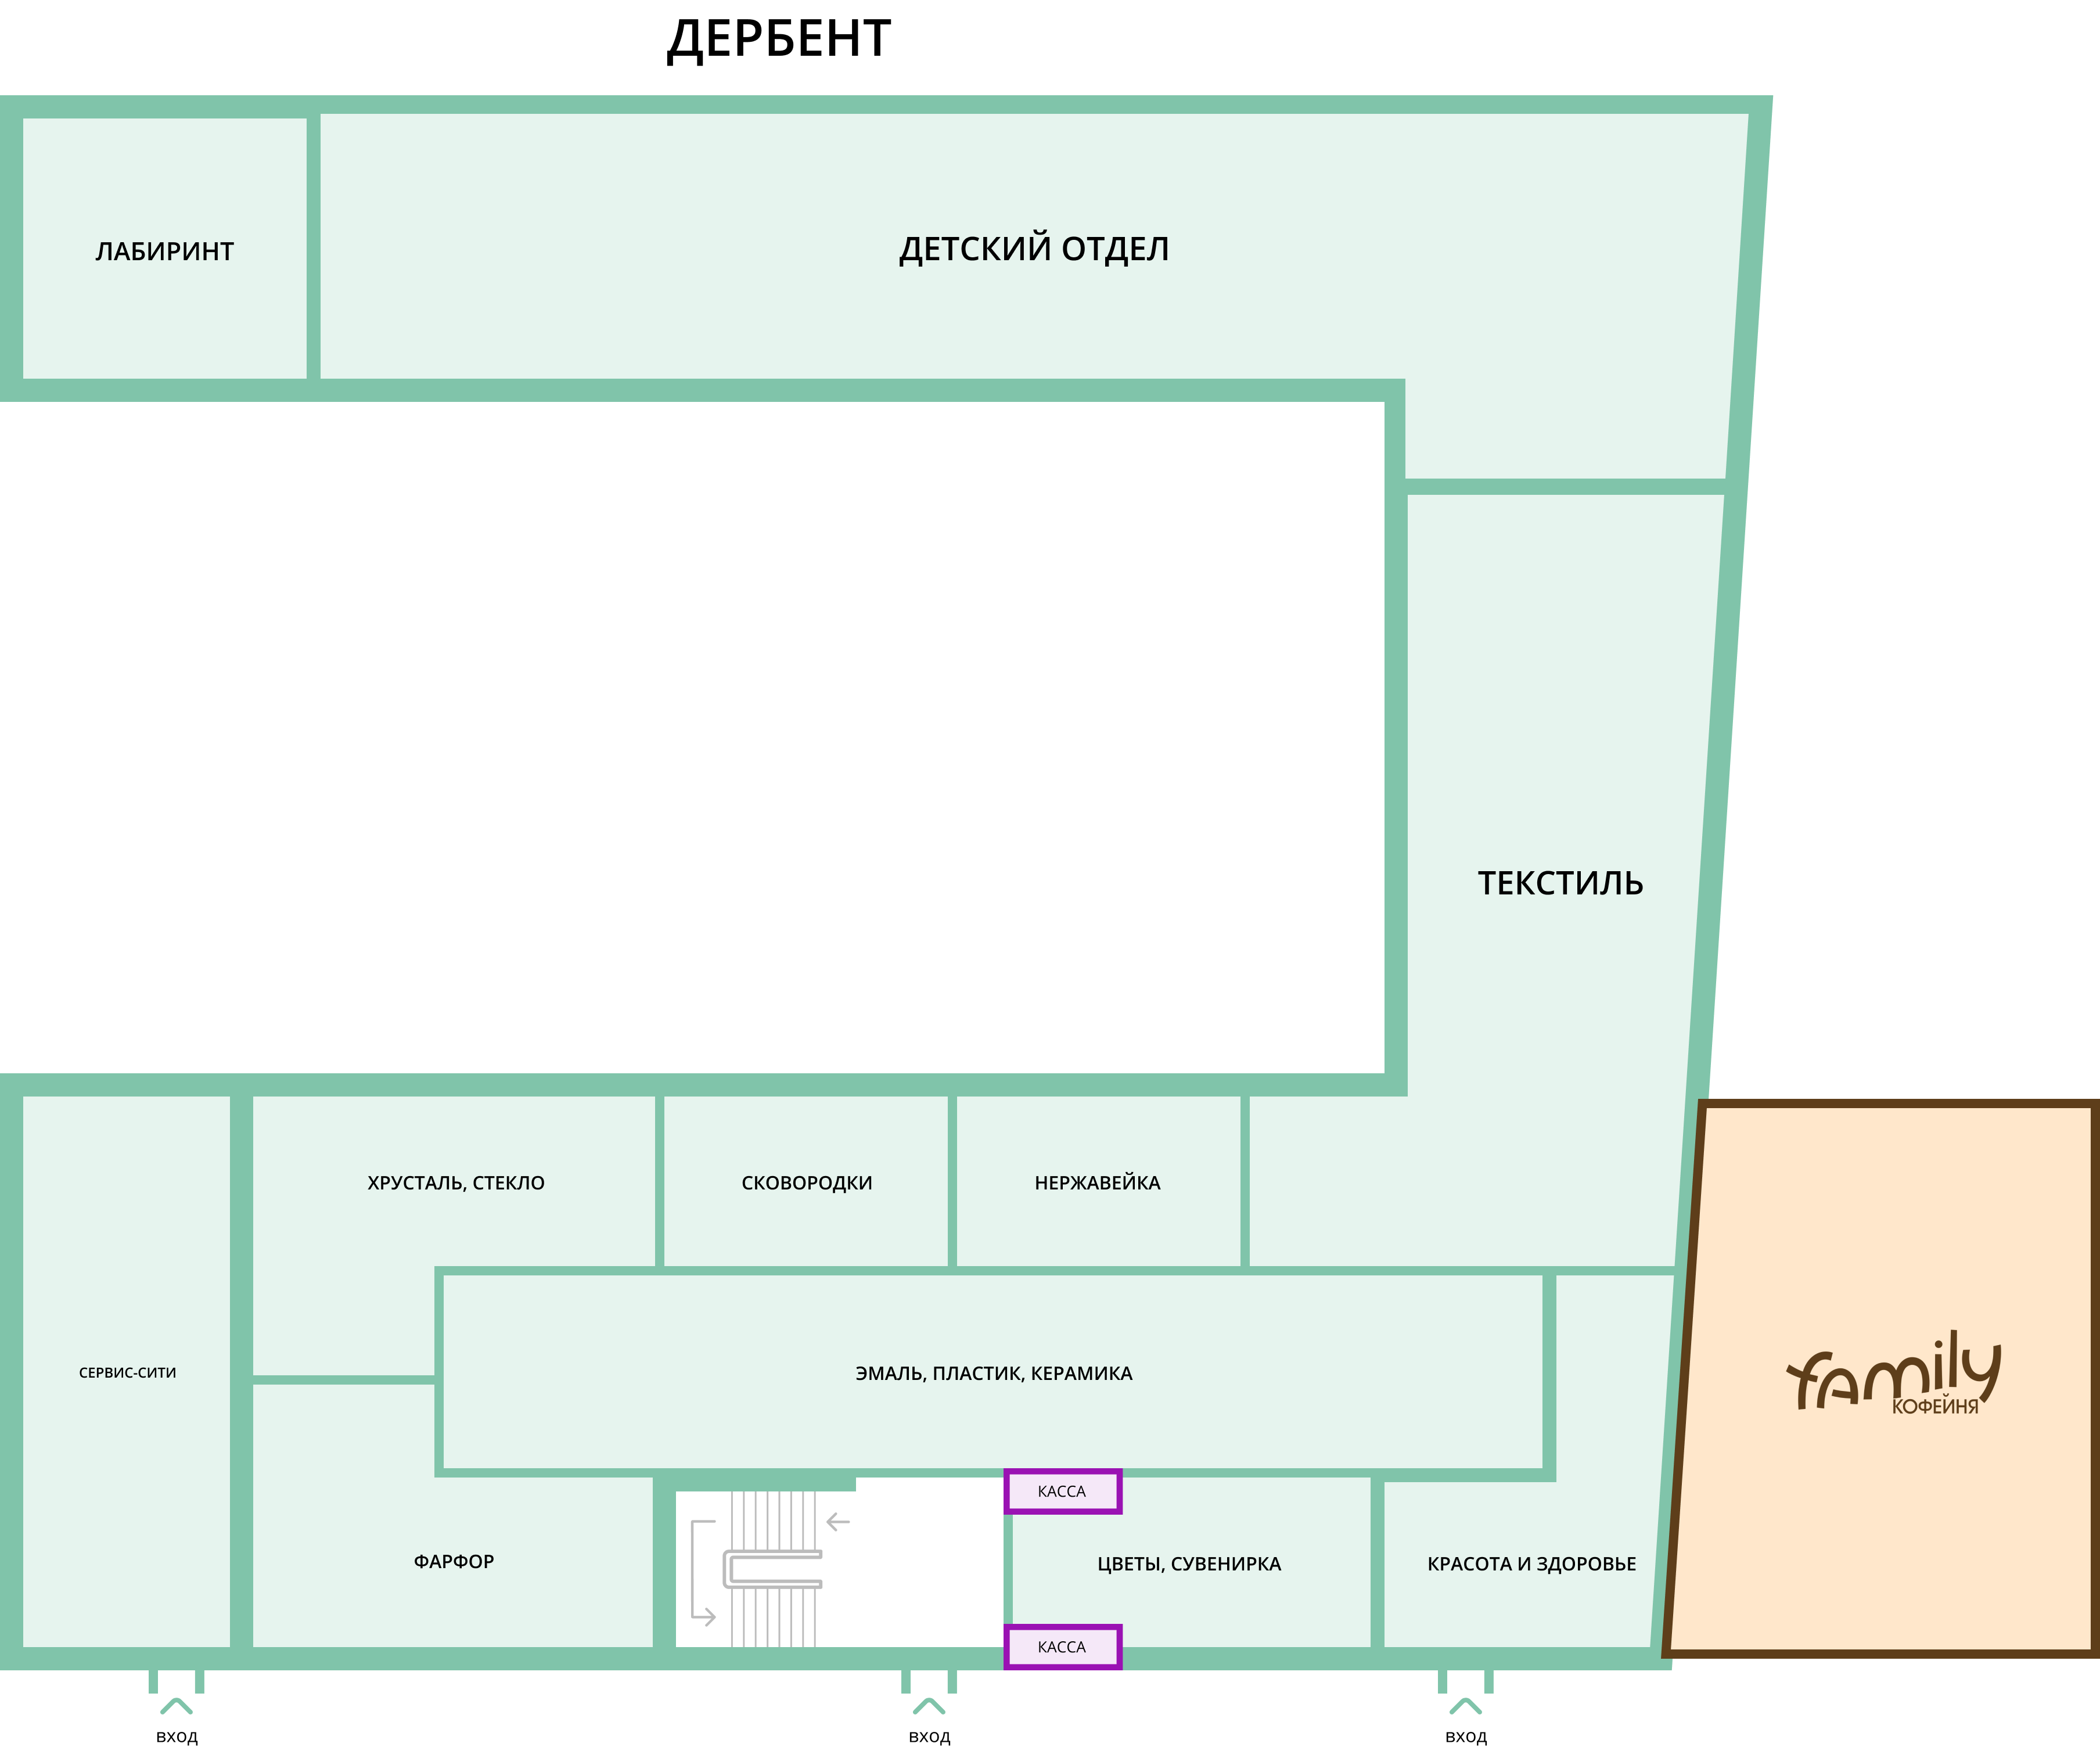 ДЕРБЕНТ
ЛАБИРИНТ
ДЕТСКИЙ ОТДЕЛ
ТЕКСТИЛЬ
ХРУСТАЛЬ, СТЕКЛО
СКОВОРОДКИ
НЕРЖАВЕЙКА
СЕРВИС-СИТИ
ЭМАЛЬ, ПЛАСТИК, КЕРАМИКА
family
КОФЕЙНЯ
КАССА
ФАРФОР
ЦВЕТЫ, СУВЕНИРКА
КРАСОТА И ЗДОРОВЬЕ
КАССА
вход
вход
вход